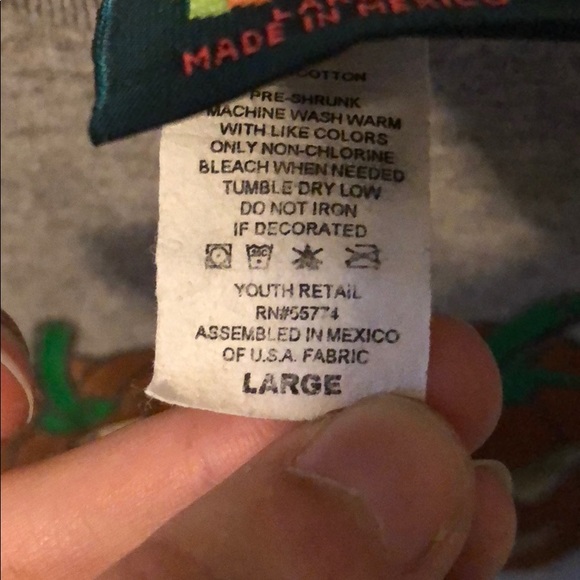 MADE IN MEXICO
COTTON
PRE-SHRUNK
MACHINE WASH WARM
WITH LIKE COLORS
ONLY NON-CHLORINE
BLEACH WHEN NEEDED
TUMBLE DRY LOW
DO NOT IRON
IF DECORATED
YOUTH RETAIL
RN#55774
ASSEMBLED IN MEXICO
OF U.S.A. FABRIC
LARGE